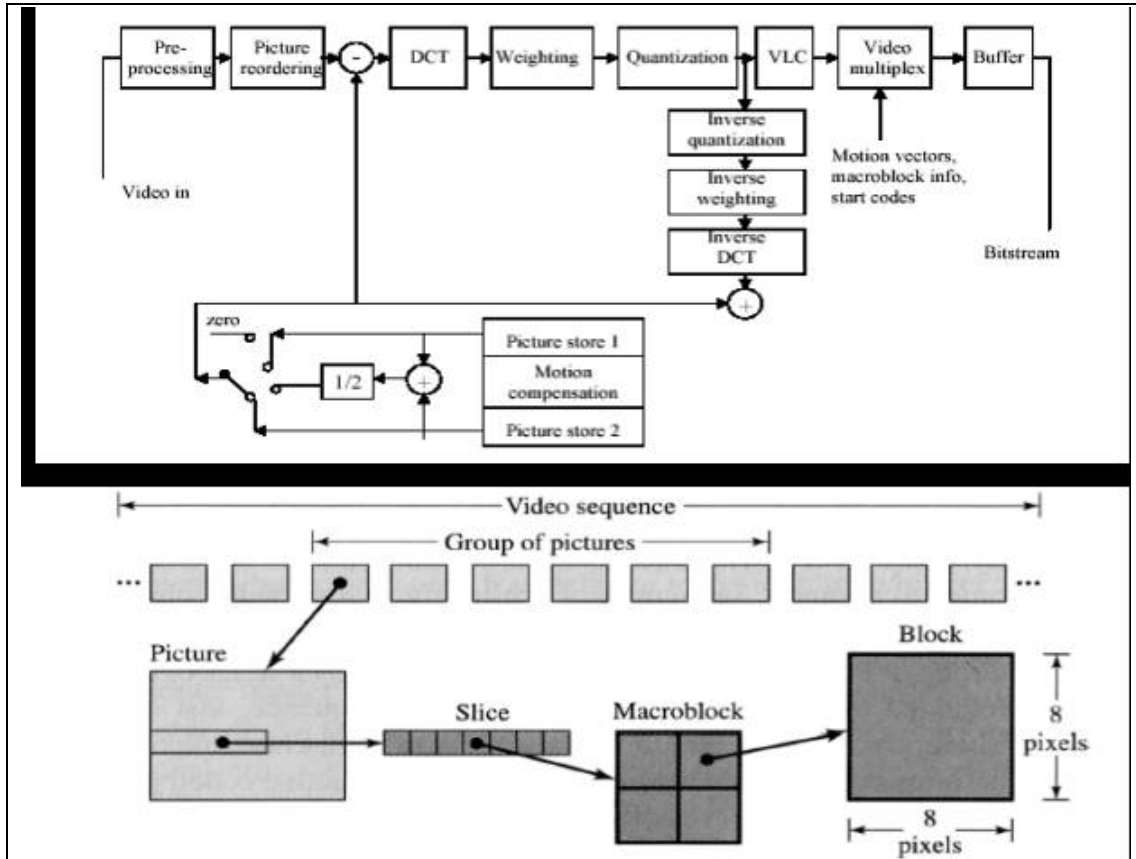 Pre-
processing
Picture
reordering
-
DCT
Weighting
Quantization
VLC
Video
multiplex
Buffer
Inverse
quantization
Motion vectors,
macroblock info,
start codes
Video in
Inverse
weighting
Inverse
DCT
Bitstream
+
zero
Picture store 1
1/2
+
Motion
compensation
Picture store 2
Video sequence
Group of pictures
...
...
Picture
Slice
Macroblock
Block
8
pixels
8
pixels